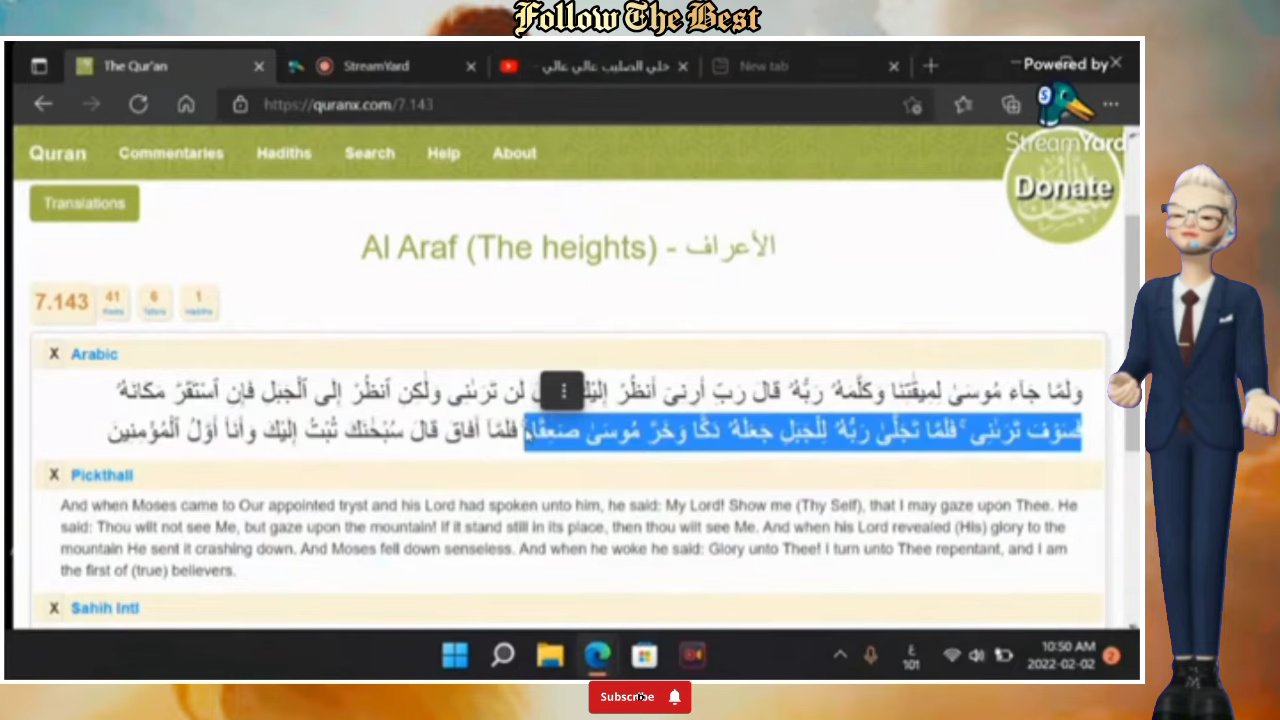 Follow The Best
The Qur'an
StreamYard
خلي الصليب عالي عالي
New tab
Powered by
https://quranx.com/7.143
StreamYard
Quran
Commentaries
Hadiths
Search
Help
About
Donate
Translations
Al Araf (The heights) - الأعراف
7.143
41
6
1
X Arabic
وَلَمَّا جَآءَ مُوسَىٰ لِمِيقَٰتِنَا وَكَلَّمَهُۥ رَبُّهُۥ قَالَ رَبِّ أَرِنِىٓ أَنظُرْ إِلَيْكَ لَن تَرَىٰنِى وَلَٰكِنِ ٱنظُرْ إِلَى ٱلْجَبَلِ فَإِنِ ٱسْتَقَرَّ مَكَانَهُۥ
فَسَوْفَ تَرَىٰنِى ۚ فَلَمَّا تَجَلَّىٰ رَبُّهُۥ لِلْجَبَلِ جَعَلَهُۥ دَكًّا وَخَرَّ مُوسَىٰ صَعِقًا ۚ فَلَمَّآ أَفَاقَ قَالَ سُبْحَٰنَكَ تُبْتُ إِلَيْكَ وَأَنَا۠ أَوَّلُ ٱلْمُؤْمِنِينَ
X Pickthall
And when Moses came to Our appointed tryst and his Lord had spoken unto him, he said: My Lord! Show me (Thy Self), that I may gaze upon Thee. He
said: Thou wilt not see Me, but gaze upon the mountain! If it stand still in its place, then thou wilt see Me. And when his Lord revealed (His) glory to the
mountain He sent it crashing down. And Moses fell down senseless. And when he woke he said: Glory unto Thee! I turn unto Thee repentant, and I am
the first of (true) believers.
X Sahih Intl
ع
101
10:50 AM
2022-02-02
2
Subscribe